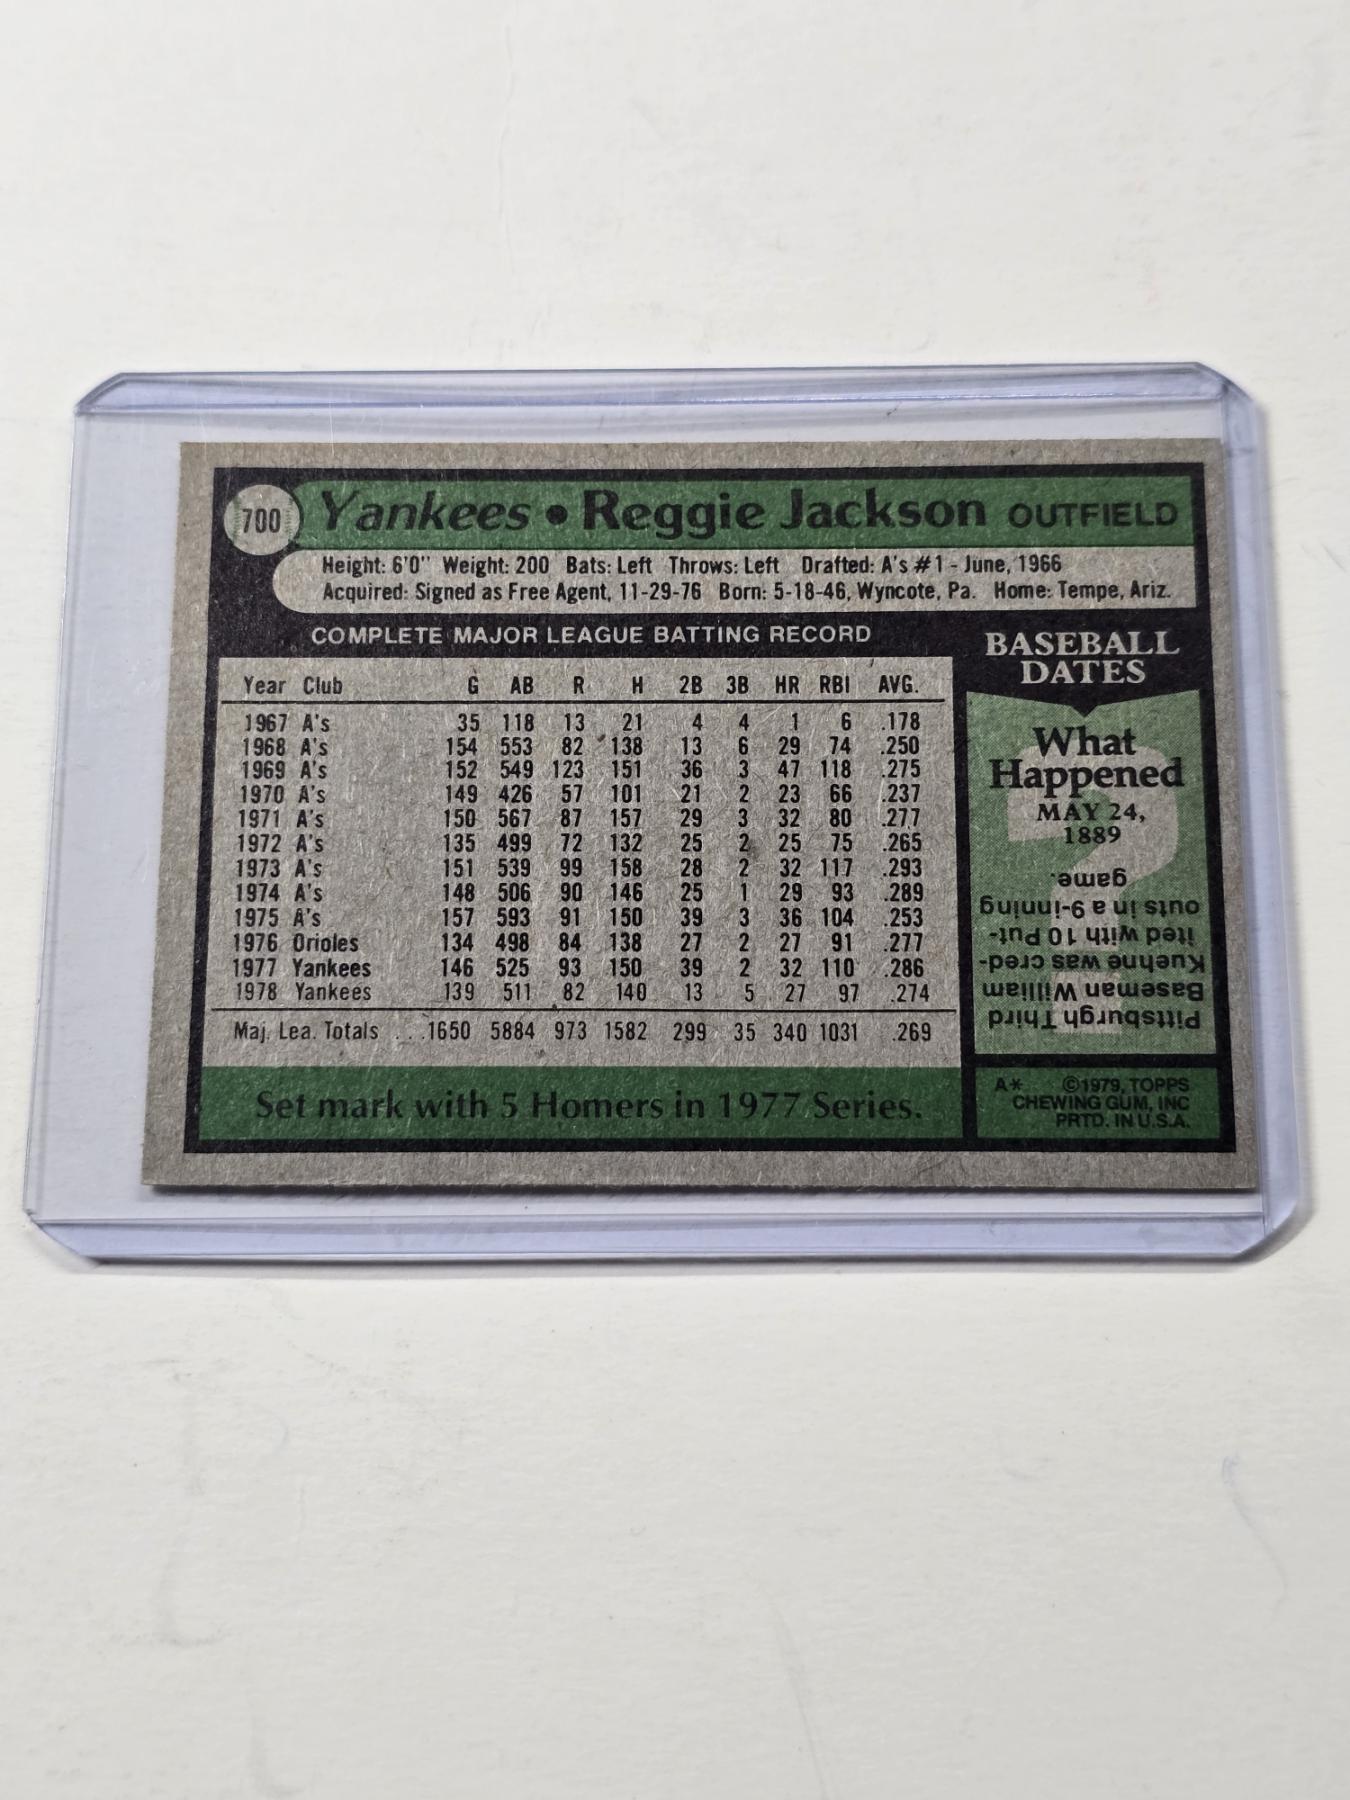 700 Yankees • Reggie Jackson OUTFIELD
Height: 6'0" Weight: 200 Bats: Left Throws: Left Drafted: A's #1 - June, 1966
Acquired: Signed as Free Agent, 11-29-76 Born: 5-18-46, Wyncote, Pa. Home: Tempe, Ariz.
COMPLETE MAJOR LEAGUE BATTING RECORD
Year Club G AB R H 2B 3B HR RBI AVG.
1967 A's 35 118 13 21 4 4 1 6 .178
1968 A's 154 553 82 138 13 6 29 74 .250
1969 A's 152 549 123 151 36 3 47 118 .275
1970 A's 149 426 57 101 21 2 23 66 .237
1971 A's 150 567 87 157 29 3 32 80 .277
1972 A's 135 499 72 132 25 2 25 75 .265
1973 A's 151 539 99 158 28 2 32 117 .293
1974 A's 148 506 90 146 25 1 29 93 .289
1975 A's 157 593 91 150 39 3 36 104 .253
1976 Orioles 134 498 84 138 27 2 27 91 .277
1977 Yankees 146 525 93 150 39 2 32 110 .286
1978 Yankees 139 511 82 140 13 5 27 97 .274
Maj. Lea. Totals . . .1650 5884 973 1582 299 35 340 1031 .269
Set mark with 5 Homers in 1977 Series.
BASEBALL
DATES
What
Happened
MAY 24,
1889
Pittsburgh Third
Baseman William
Kuehne was cred-
ited with 10 Put-
outs in a 9-inning
game.
A* ©1979, TOPPS
CHEWING GUM, INC
PRTD. IN U.S.A.